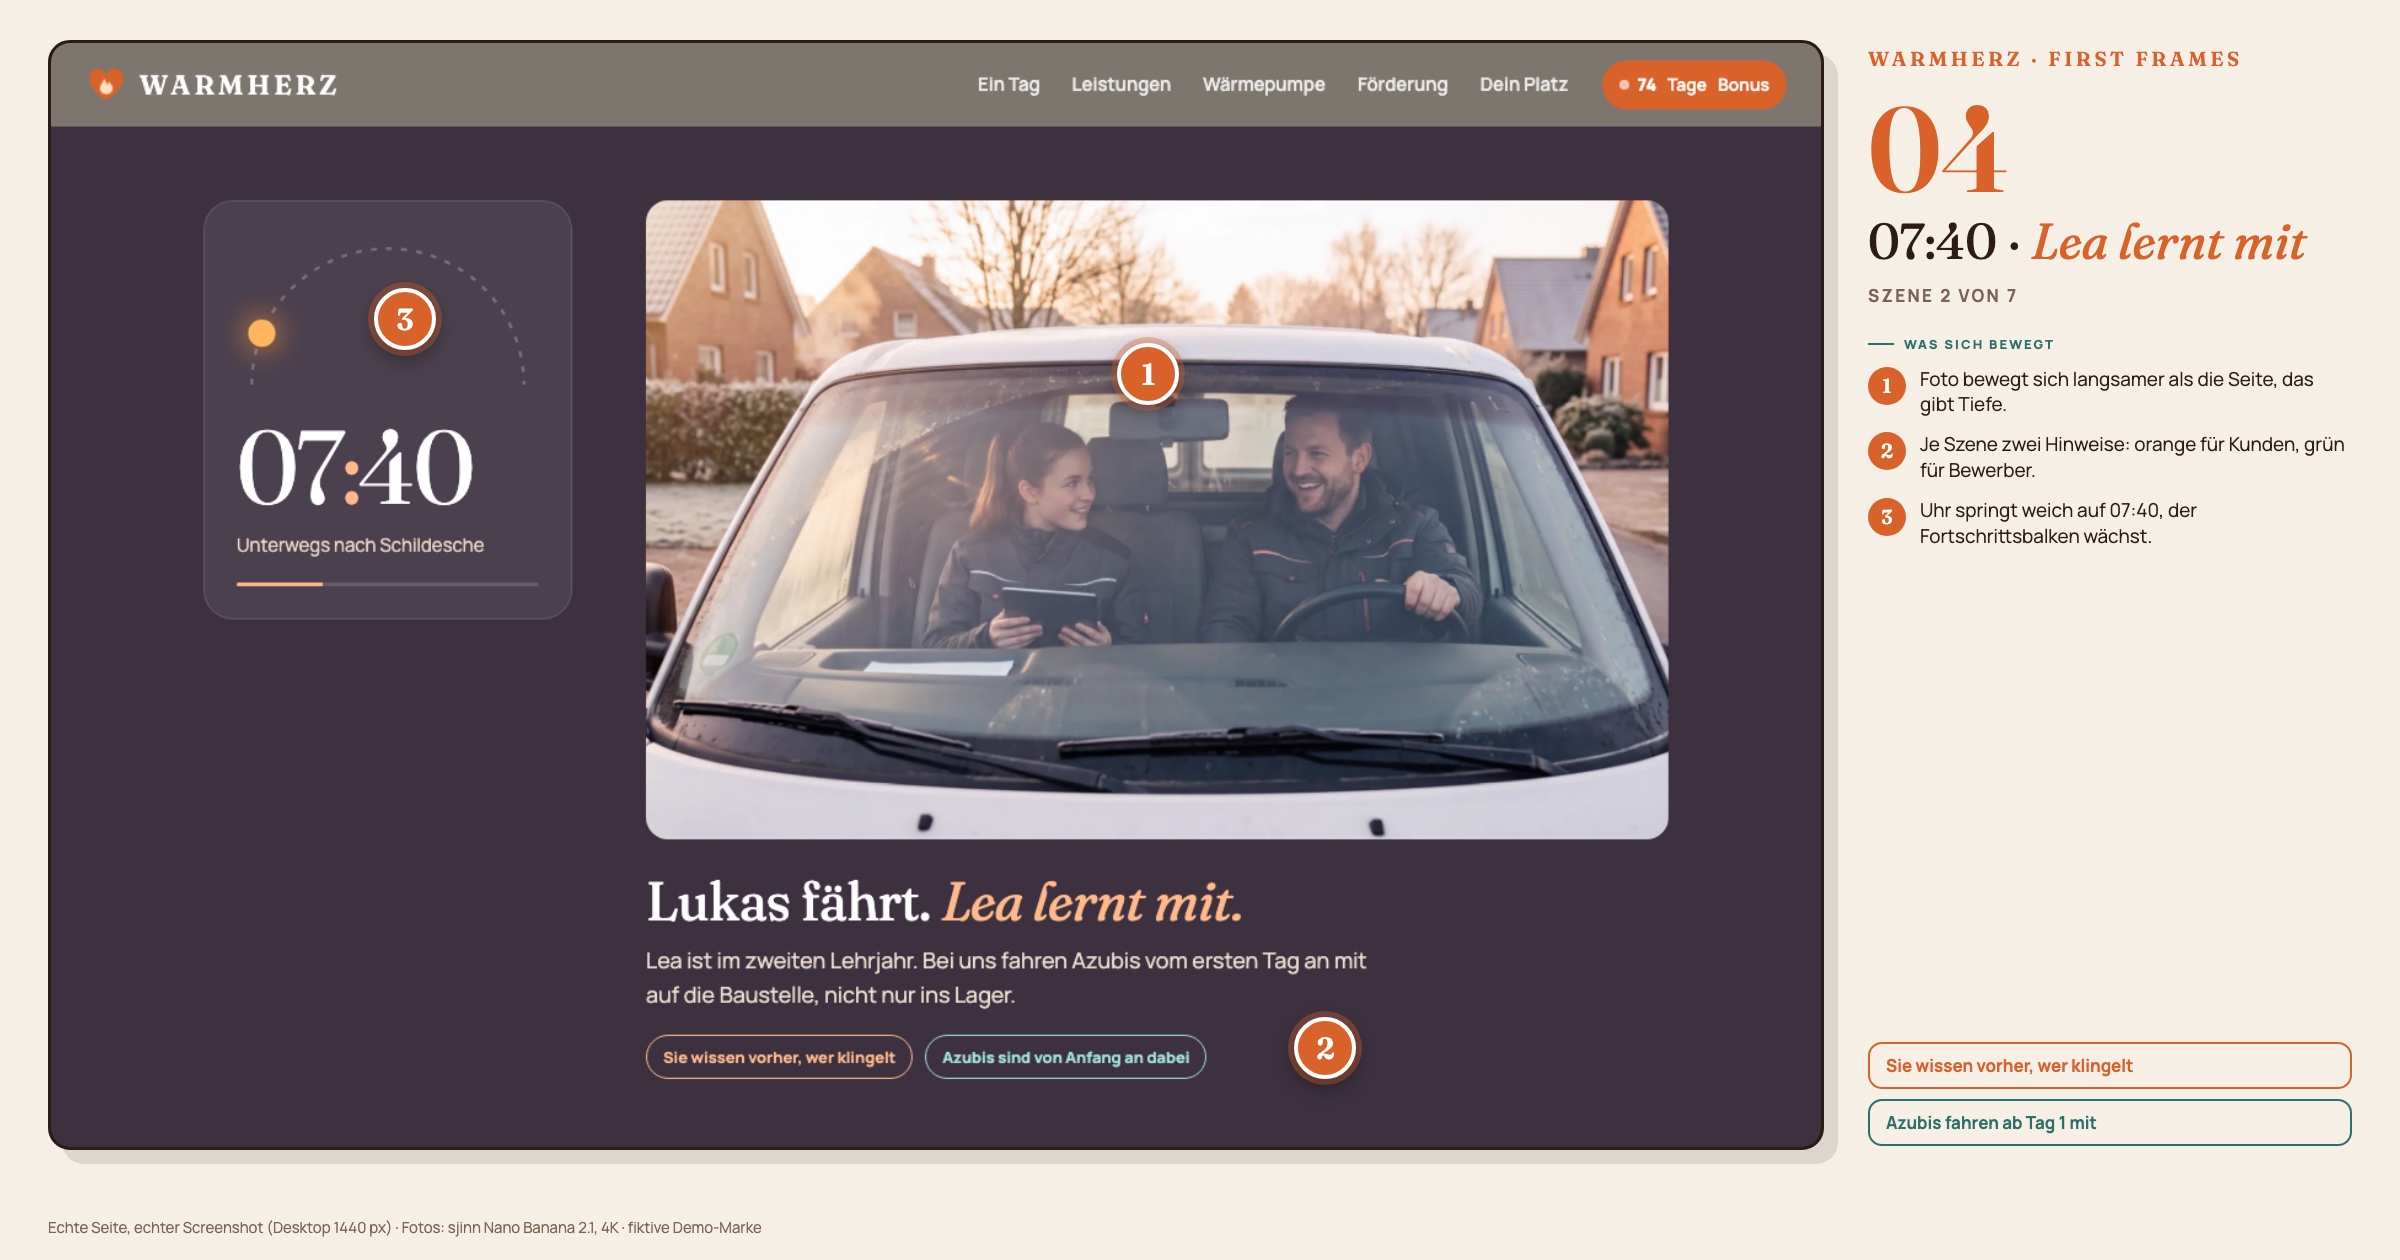 WARMHERZ
Ein Tag Leistungen Wärmepumpe Förderung Dein Platz 74 Tage Bonus
3
07:40
Unterwegs nach Schildesche
1
Lukas fährt. Lea lernt mit.
Lea ist im zweiten Lehrjahr. Bei uns fahren Azubis vom ersten Tag an mit
auf die Baustelle, nicht nur ins Lager.
Sie wissen vorher, wer klingelt
Azubis sind von Anfang an dabei
2
WARMHERZ · FIRST FRAMES
04
07:40 · Lea lernt mit
SZENE 2 VON 7
WAS SICH BEWEGT
1 Foto bewegt sich langsamer als die Seite, das
gibt Tiefe.
2 Je Szene zwei Hinweise: orange für Kunden, grün
für Bewerber.
3 Uhr springt weich auf 07:40, der
Fortschrittsbalken wächst.
Sie wissen vorher, wer klingelt
Azubis fahren ab Tag 1 mit
Echte Seite, echter Screenshot (Desktop 1440 px) · Fotos: sjinn Nano Banana 2.1, 4K · fiktive Demo-Marke